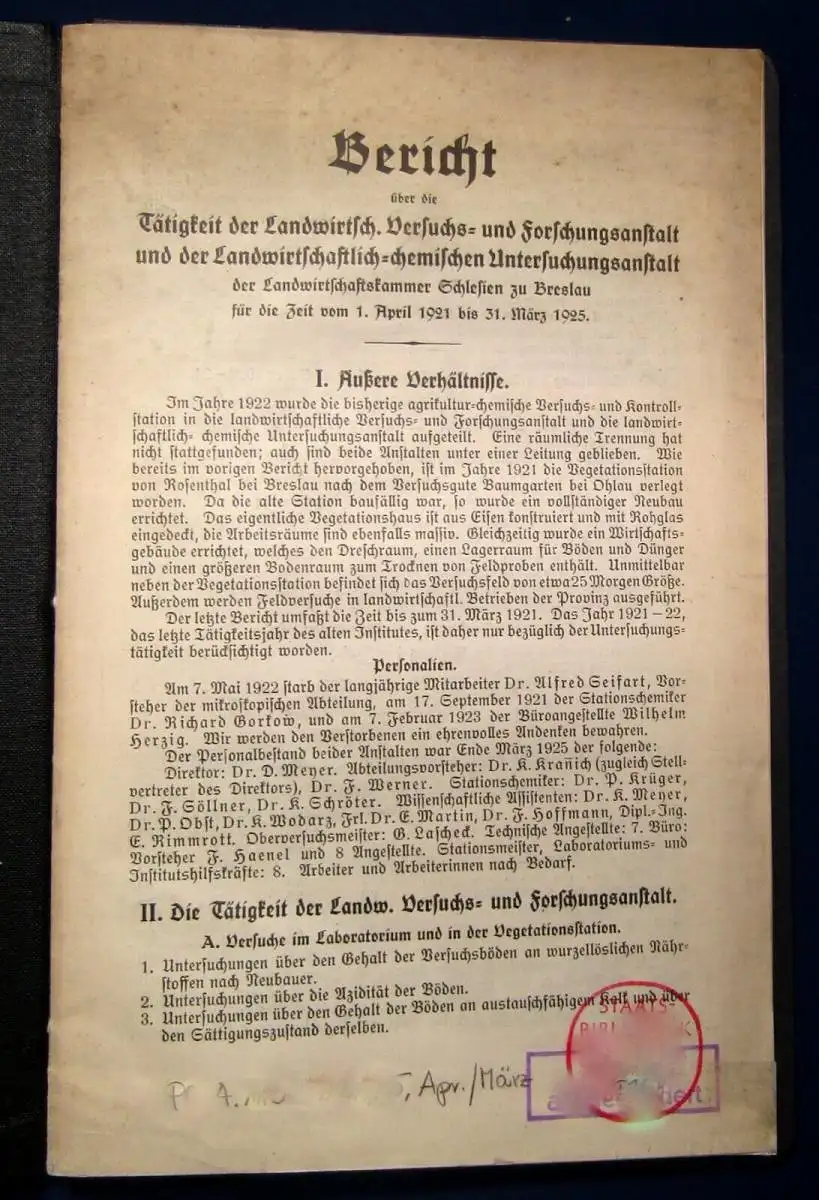 Bericht
über die
Tätigkeit der Landwirtsch. Versuchs- und Forschungsanstalt
und der Landwirtschaftlich-chemischen Untersuchungsanstalt
der Landwirtschaftskammer Schlesien zu Breslau
für die Zeit vom 1. April 1921 bis 31. März 1925.
I. Äußere Verhältnisse.
Im Jahre 1922 wurde die bisherige agrikultur-chemische Versuchs- und Kontroll-
station in die landwirtschaftliche Versuchs- und Forschungsanstalt und die landwirt-
schaftlich- chemische Untersuchungsanstalt aufgeteilt. Eine räumliche Trennung hat
nicht stattgefunden; auch sind beide Anstalten unter einer Leitung geblieben. Wie
bereits im vorigen Bericht hervorgehoben, ist im Jahre 1921 die Vegetationsstation
von Rosenthal bei Breslau nach dem Versuchsgute Baumgarten bei Ohlau verlegt
worden. Da die alte Station baufällig war, so wurde ein vollständiger Neubau
errichtet. Das eigentliche Vegetationshaus ist aus Eisen konstruiert und mit Rohglas
eingedeckt, die Arbeitsräume sind ebenfalls massiv. Gleichzeitig wurde ein Wirtschafts-
gebäude errichtet, welches den Dreschraum, einen Lagerraum für Böden und Dünger
und einen größeren Bodenraum zum Trocknen von Feldproben enthält. Unmittelbar
neben der Vegetationsstation befindet sich das Versuchsfeld von etwa 25 Morgen Größe.
Außerdem werden Feldversuche in landwirtschaftl. Betrieben der Provinz ausgeführt.
Der letzte Bericht umfaßt die Zeit bis zum 31. März 1921. Das Jahr 1921–22,
das letzte Tätigkeitsjahr des alten Institutes, ist daher nur bezüglich der Untersuchungs-
tätigkeit berücksichtigt worden.
Personalien.
Am 7. Mai 1922 starb der langjährige Mitarbeiter Dr. Alfred Seifart, Vor-
steher der mikroskopischen Abteilung, am 17. September 1921 der Stationschemiker
Dr. Richard Gorkow, und am 7. Februar 1923 der Büroangestellte Wilhelm
Herzig. Wir werden den Verstorbenen ein ehrenvolles Andenken bewahren.
Der Personalbestand beider Anstalten war Ende März 1925 der folgende:
Direktor: Dr. D. Meyer. Abteilungsvorsteher: Dr. K. Krañich (zugleich Stell-
vertreter des Direktors), Dr. F. Werner. Stationschemiker: Dr. P. Krüger,
Dr. F. Söllner, Dr. K. Schröter. Wissenschaftliche Assistenten: Dr. K. Meyer,
Dr. P. Obst, Dr. K. Wodarz, Frl. Dr. E. Martin, Dr. F. Hoffmann, Dipl.-Ing.
E. Rimmrott. Oberversuchsmeister: G. Lascheck. Technische Angestellte: 7. Büro:
Vorsteher F. Haenel und 8 Angestellte. Stationsmeister, Laboratoriums- und
Institutshilfskräfte: 8. Arbeiter und Arbeiterinnen nach Bedarf.
II. Die Tätigkeit der Landw. Versuchs- und Forschungsanstalt.
A. Versuche im Laboratorium und in der Vegetationsstation.
1. Untersuchungen über den Gehalt der Versuchsböden an wurzellöslichen Nähr-
stoffen nach Neubauer.
2. Untersuchungen über die Azidität der Böden.
3. Untersuchungen über den Gehalt der Böden an austauschfähigem Kalk und über
den Sättigungszustand derselben.
STAATS-
Apr./März